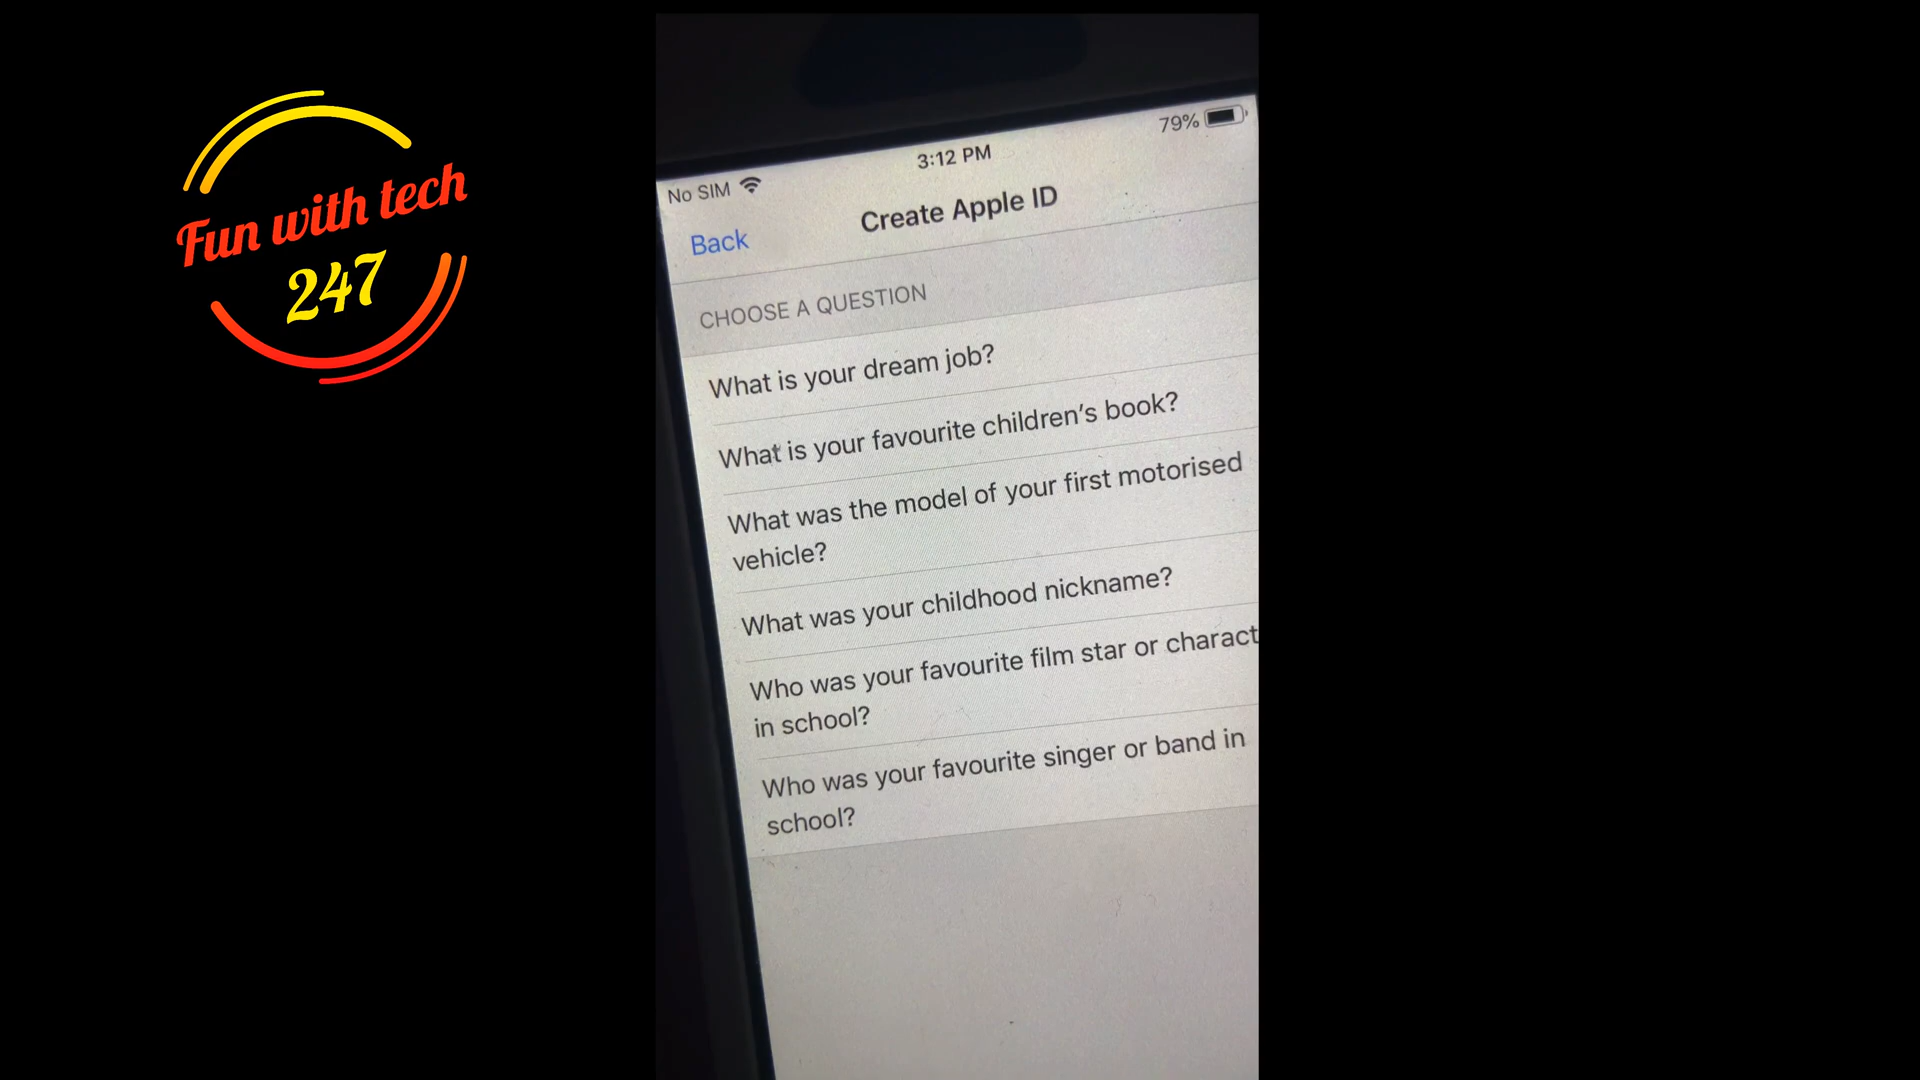 Fun with tech
247
79%
3:12 PM
No SIM
Create Apple ID
Back
CHOOSE A QUESTION
What is your dream job?
What is your favourite children's book?
What was the model of your first motorised
vehicle?
What was your childhood nickname?
Who was your favourite film star or charact
in school?
Who was your favourite singer or band in
school?